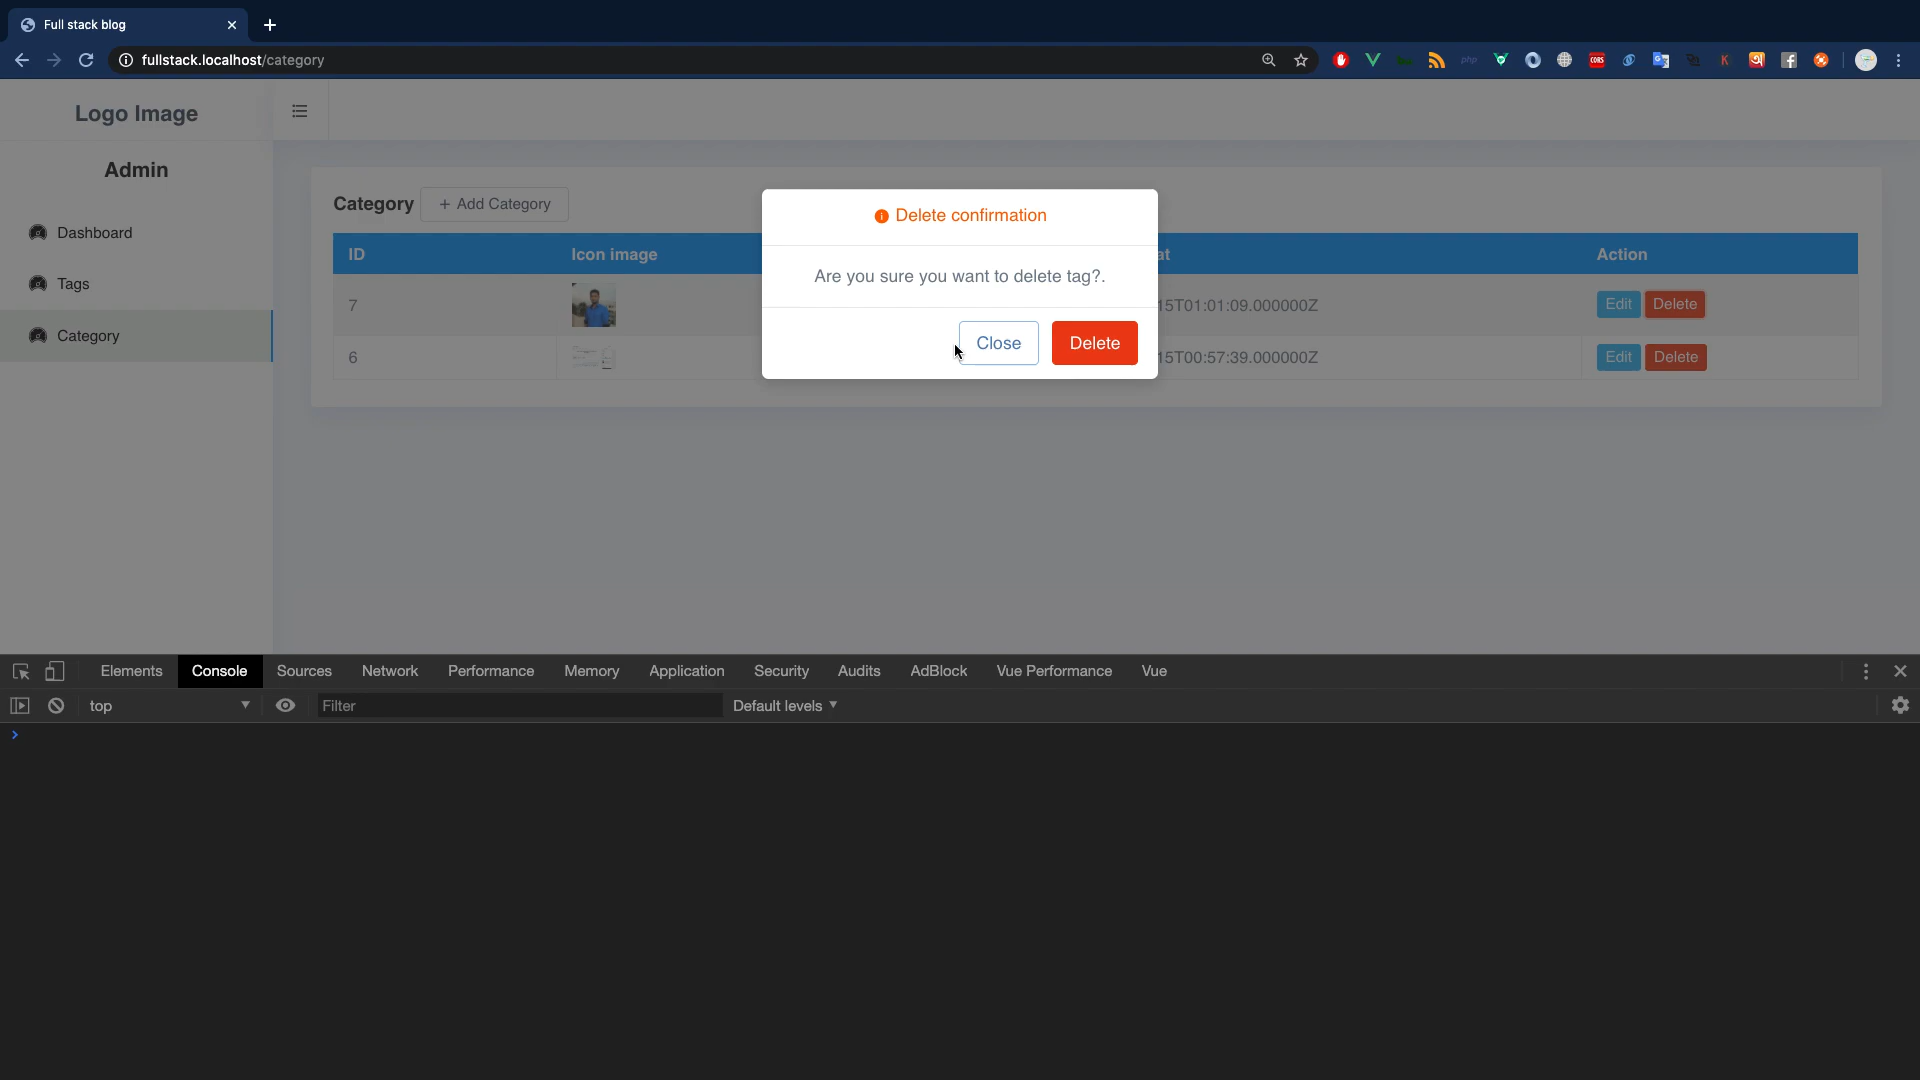 Full stack blog
fullstack.localhost/category
php
CORS
K
Logo Image
Admin
Dashboard
Tags
Category
Category
+ Add Category
ID Icon image at Action
7 15T01:01:09.000000Z Edit Delete
6 15T00:57:39.000000Z Edit Delete
Delete confirmation
Are you sure you want to delete tag?.
Close Delete
Elements Console Sources Network Performance Memory Application Security Audits AdBlock Vue Performance Vue
top Filter Default levels